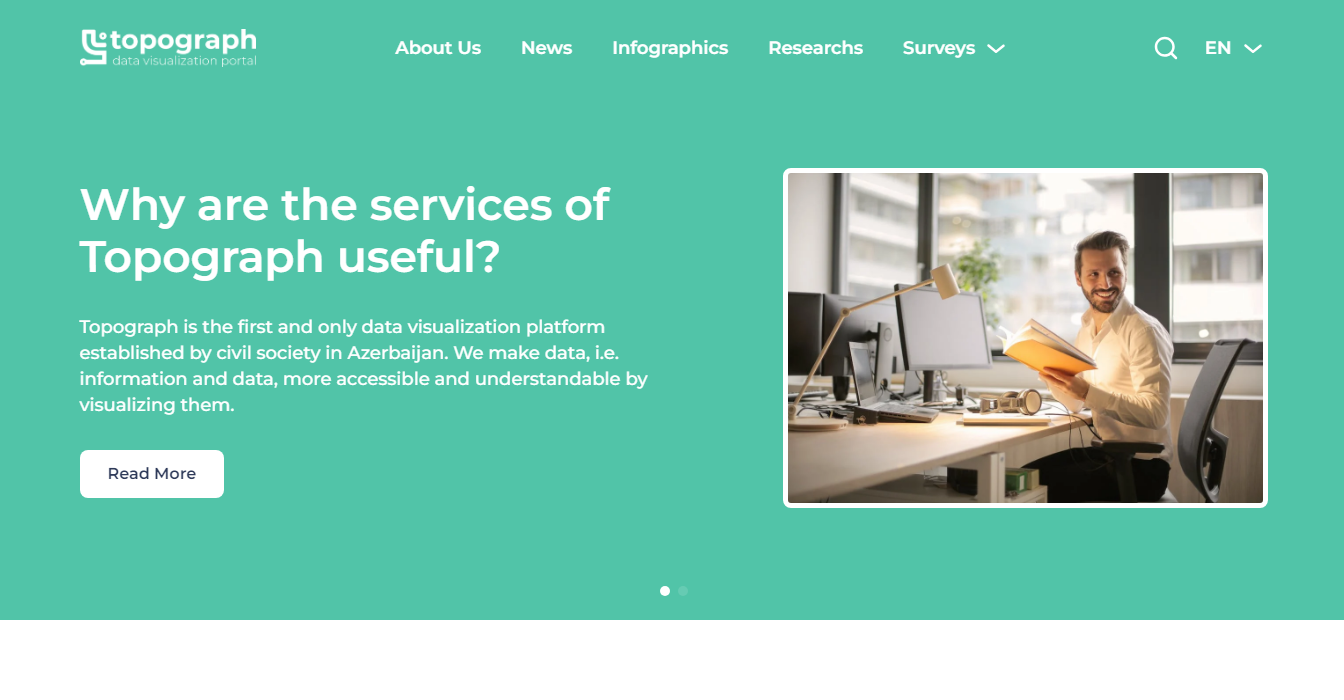 topograph
data visualization portal
About Us
News
Infographics
Researchs
Surveys
EN
Why are the services of
Topograph useful?
Topograph is the first and only data visualization platform
established by civil society in Azerbaijan. We make data, i.e.
information and data, more accessible and understandable by
visualizing them.
Read More